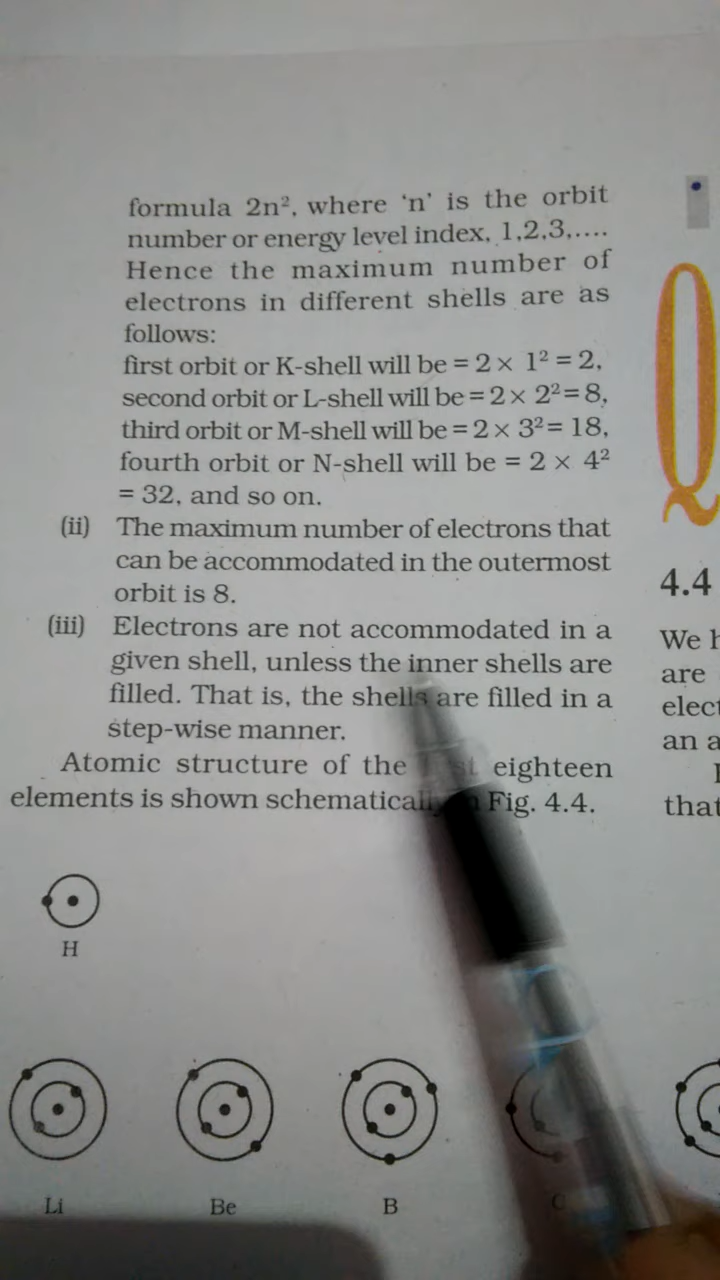 formula 2n², where 'n' is the orbit
number or energy level index, 1,2,3,....
Hence the maximum number of
electrons in different shells are as
follows:
first orbit or K-shell will be = 2 × 1² = 2,
second orbit or L-shell will be = 2 × 2² = 8,
third orbit or M-shell will be = 2 × 3² = 18,
fourth orbit or N-shell will be = 2 × 4²
= 32, and so on.
(ii) The maximum number of electrons that
can be accommodated in the outermost
orbit is 8.
(iii) Electrons are not accommodated in a
given shell, unless the inner shells are
filled. That is, the shells are filled in a
step-wise manner.
Atomic structure of the eighteen
elements is shown Fig. 4.4.
H
Li Be B C
Q
4.4
We
are
an a